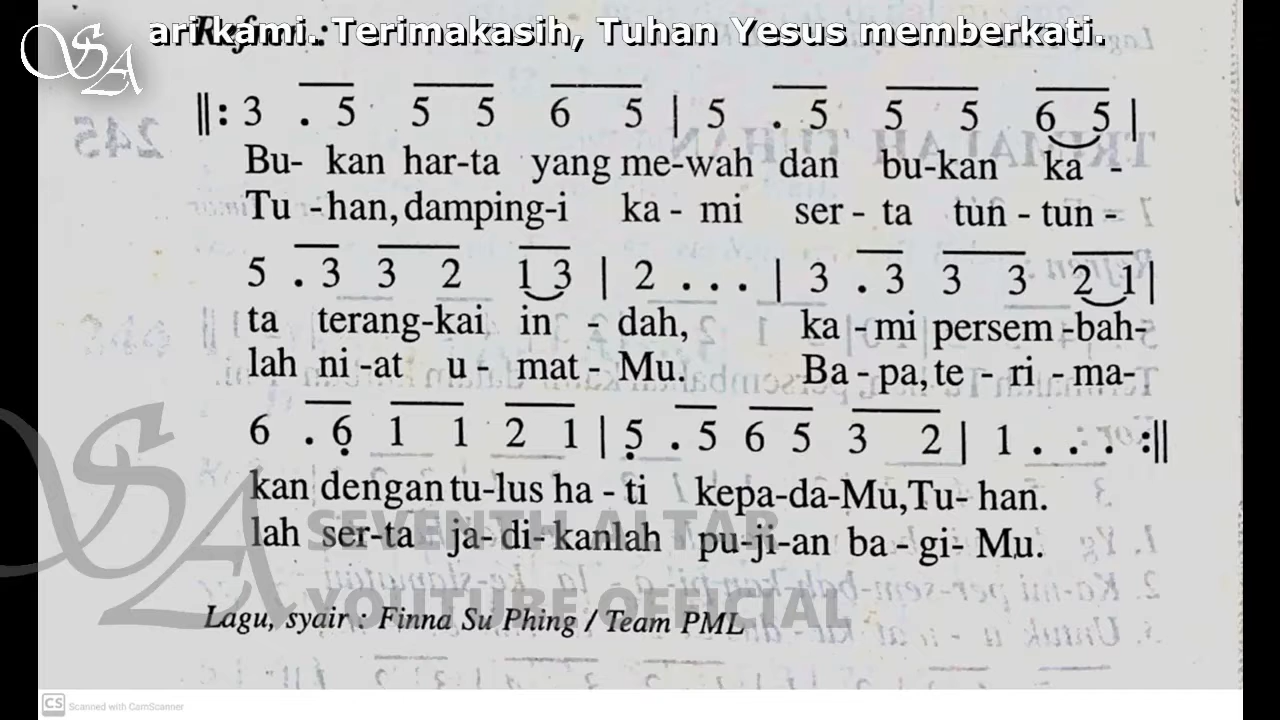 ari kami. Terimakasih, Tuhan Yesus memberkati.
Refren :
SA
‖: 3 . 5 5 5 6 5 | 5 . 5 5 5 6 5 |
Bu- kan har-ta yang me-wah dan bu-kan ka -
Tu -han, damping-i ka - mi ser - ta tun - tun -
5 . 3 3 2 1 3 | 2 . . . | 3 . 3 3 3 2 1 |
ta terang-kai in - dah, ka -mi persem -bah-
lah ni -at u - mat - Mu. Ba - pa, te - ri - ma-
6 . 6̣ 1 1 2 1 | 5̣ . 5 6 5 3 2 | 1 . . . :‖
kan dengan tu-lus ha - ti kepa-da-Mu,Tu- han.
lah ser-ta ja- di- kanlah pu-ji-an ba - gi- Mu.
SA SEVENTH ALTAR
YOUTUBE OFFICIAL
Lagu, syair : Finna Su Phing / Team PML
CS Scanned with CamScanner